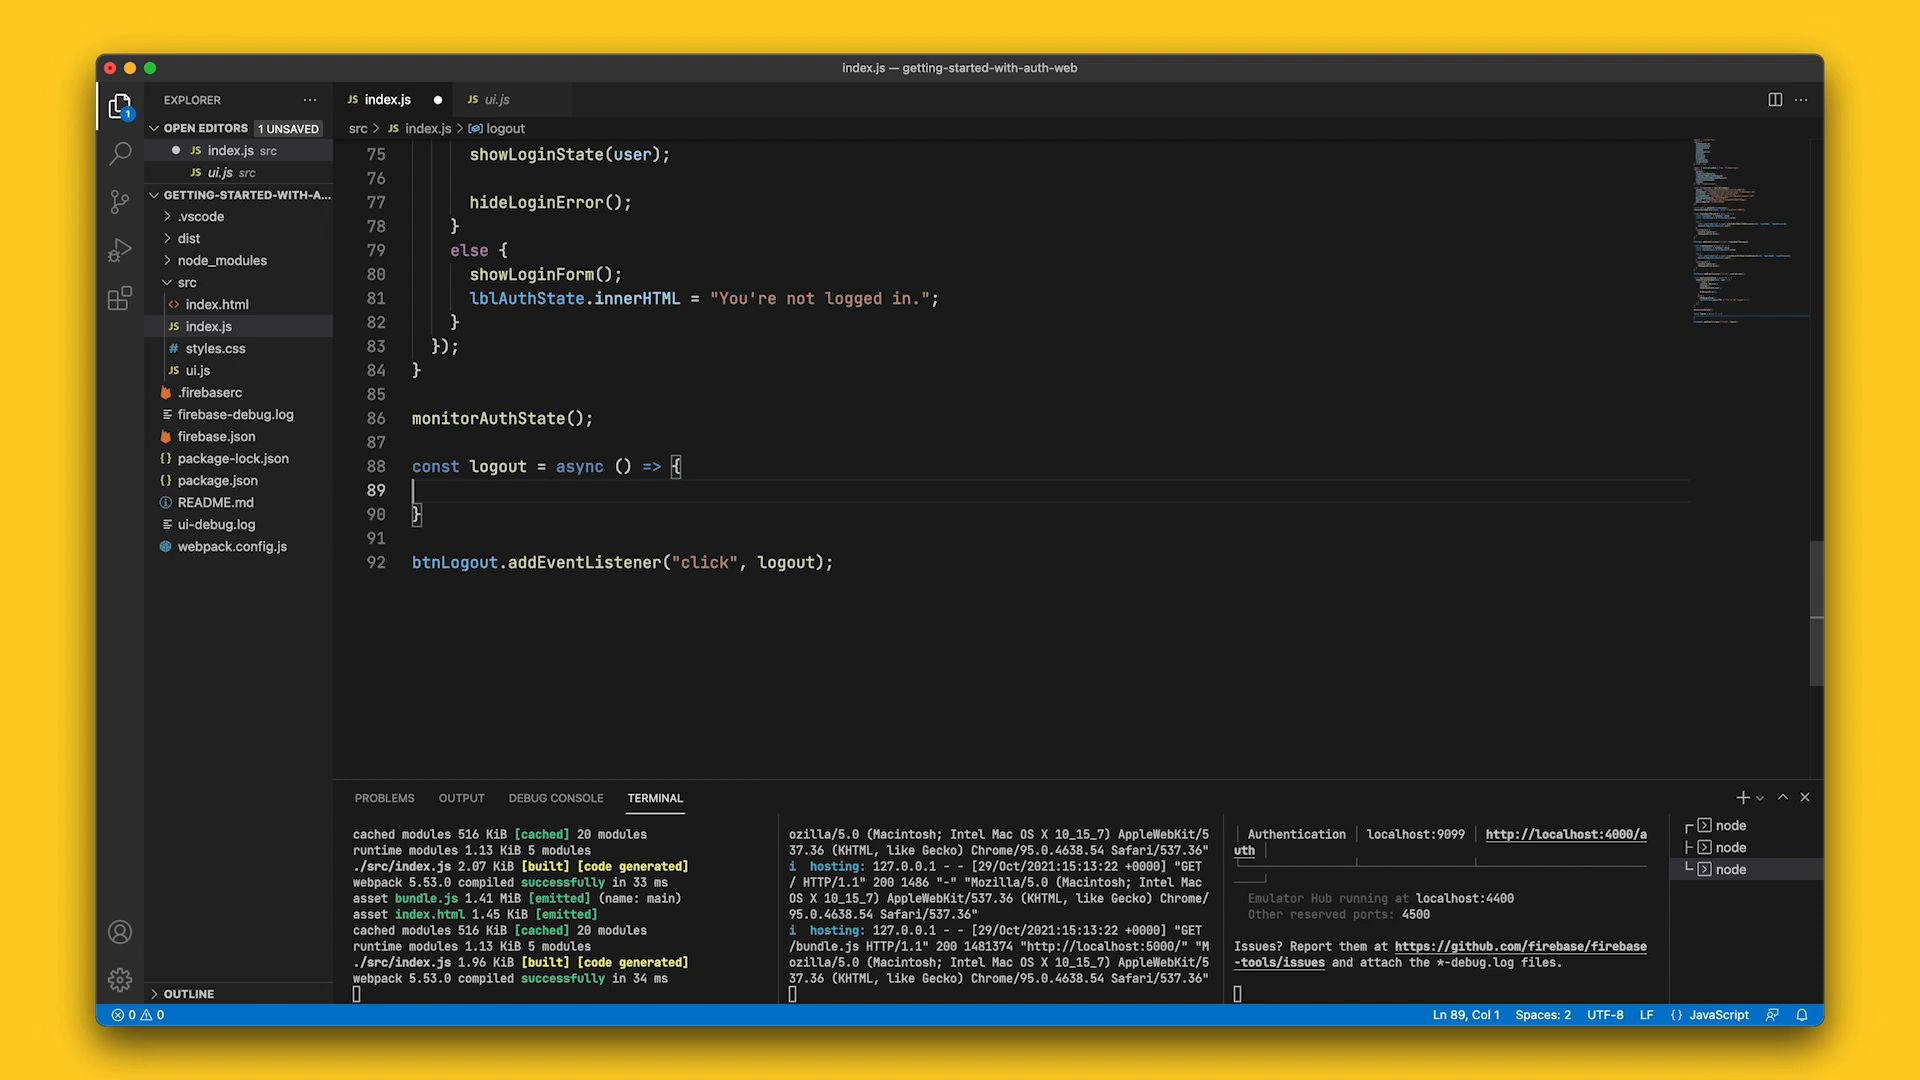 index.js — getting-started-with-auth-web
EXPLORER
OPEN EDITORS 1 UNSAVED
JS index.js src
JS ui.js src
GETTING-STARTED-WITH-A...
.vscode
dist
node_modules
src
index.html
JS index.js
# styles.css
JS ui.js
.firebaserc
firebase-debug.log
firebase.json
{} package-lock.json
{} package.json
README.md
ui-debug.log
webpack.config.js
OUTLINE
1
JS index.js
JS ui.js
src > JS index.js > logout
75 showLoginState(user);
76
77 hideLoginError();
78 }
79 else {
80 showLoginForm();
81 lblAuthState.innerHTML = "You're not logged in.";
82 }
83 });
84 }
85
86 monitorAuthState();
87
88 const logout = async () => {
89
90 }
91
92 btnLogout.addEventListener("click", logout);
PROBLEMS OUTPUT DEBUG CONSOLE TERMINAL
cached modules 516 KiB [cached] 20 modules
runtime modules 1.13 KiB 5 modules
./src/index.js 2.07 KiB [built] [code generated]
webpack 5.53.0 compiled successfully in 33 ms
asset bundle.js 1.41 MiB [emitted] (name: main)
asset index.html 1.45 KiB [emitted]
cached modules 516 KiB [cached] 20 modules
runtime modules 1.13 KiB 5 modules
./src/index.js 1.96 KiB [built] [code generated]
webpack 5.53.0 compiled successfully in 34 ms
ozilla/5.0 (Macintosh; Intel Mac OS X 10_15_7) AppleWebKit/5
37.36 (KHTML, like Gecko) Chrome/95.0.4638.54 Safari/537.36"
i hosting: 127.0.0.1 - - [29/Oct/2021:15:13:22 +0000] "GET
/ HTTP/1.1" 200 1486 "-" "Mozilla/5.0 (Macintosh; Intel Mac
OS X 10_15_7) AppleWebKit/537.36 (KHTML, like Gecko) Chrome/
95.0.4638.54 Safari/537.36"
i hosting: 127.0.0.1 - - [29/Oct/2021:15:13:22 +0000] "GET
/bundle.js HTTP/1.1" 200 1481374 "http://localhost:5000/" "M
ozilla/5.0 (Macintosh; Intel Mac OS X 10_15_7) AppleWebKit/5
37.36 (KHTML, like Gecko) Chrome/95.0.4638.54 Safari/537.36"
│ Authentication │ localhost:9099 │ http://localhost:4000/a
uth │
Emulator Hub running at localhost:4400
Other reserved ports: 4500
Issues? Report them at https://github.com/firebase/firebase
-tools/issues and attach the *-debug.log files.
node
node
node
0 0
Ln 89, Col 1 Spaces: 2 UTF-8 LF {} JavaScript